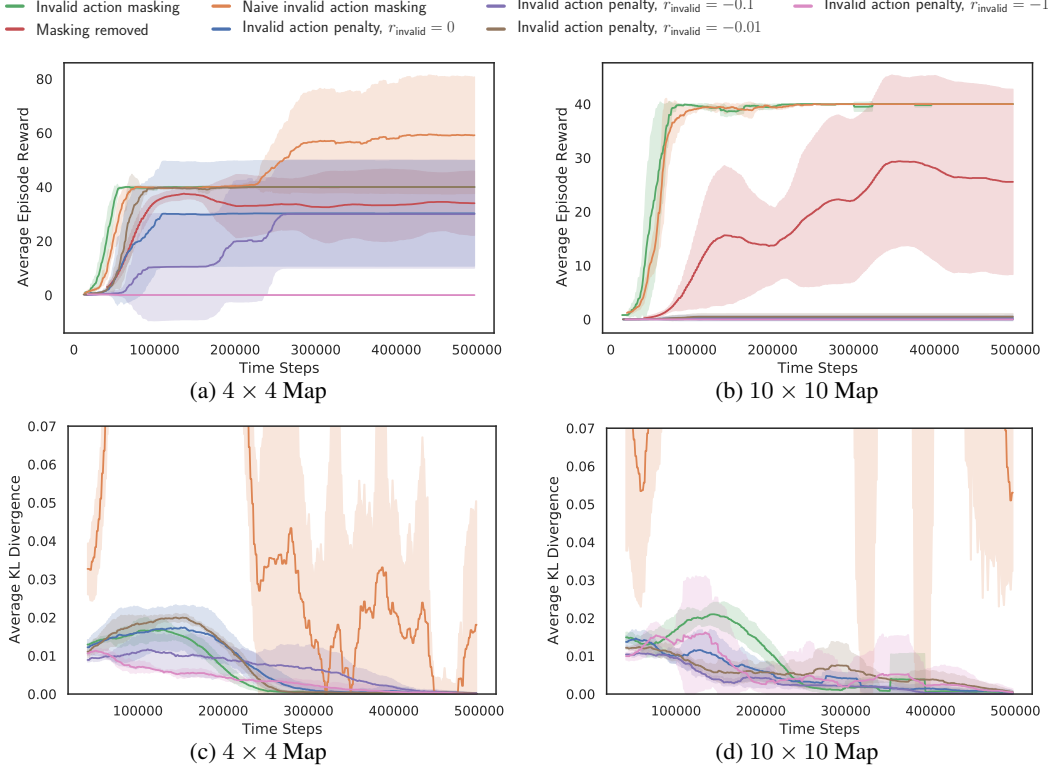 Invalid action masking
Naive invalid action masking
Invalid action penalty, r_invalid = −0.1
Invalid action penalty, r_invalid = −1
Masking removed
Invalid action penalty, r_invalid = 0
Invalid action penalty, r_invalid = −0.01
Average Episode Reward
80
60
40
20
0
0 100000 200000 300000 400000 500000
Time Steps
(a) 4 × 4 Map
Average Episode Reward
40
30
20
10
0
0 100000 200000 300000 400000 500000
Time Steps
(b) 10 × 10 Map
Average KL Divergence
0.07
0.06
0.05
0.04
0.03
0.02
0.01
0.00
100000 200000 300000 400000 500000
Time Steps
(c) 4 × 4 Map
Average KL Divergence
0.07
0.06
0.05
0.04
0.03
0.02
0.01
0.00
100000 200000 300000 400000 500000
Time Steps
(d) 10 × 10 Map